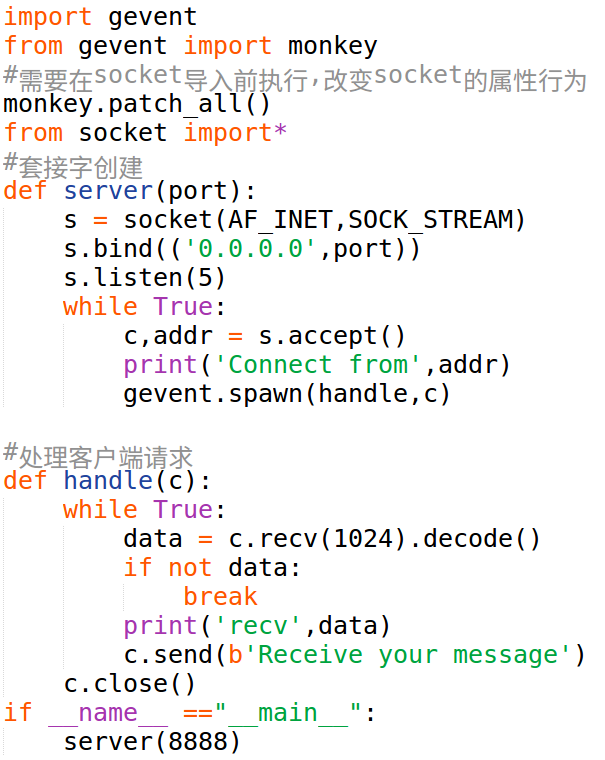 import gevent
from gevent import monkey
#需要在socket导入前执行,改变socket的属性行为
monkey.patch_all()
from socket import*
#套接字创建
def server(port):
    s = socket(AF_INET,SOCK_STREAM)
    s.bind(('0.0.0.0',port))
    s.listen(5)
    while True:
        c,addr = s.accept()
        print('Connect from',addr)
        gevent.spawn(handle,c)

#处理客户端请求
def handle(c):
    while True:
        data = c.recv(1024).decode()
        if not data:
            break
        print('recv',data)
        c.send(b'Receive your message')
    c.close()
if __name__ =="__main__":
    server(8888)